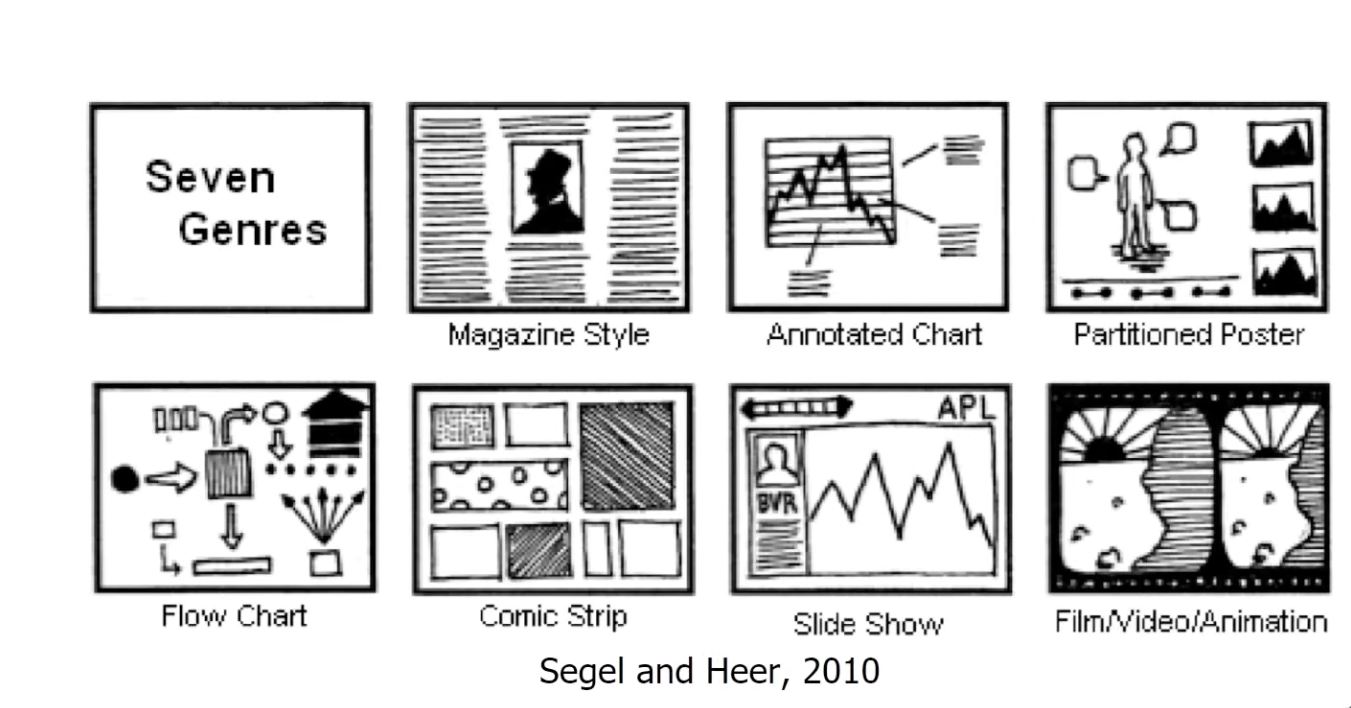 Seven
Genres
Magazine Style
Annotated Chart
Partitioned Poster
Flow Chart
Comic Strip
APL
BVR
Slide Show
Film/Video/Animation
Segel and Heer, 2010